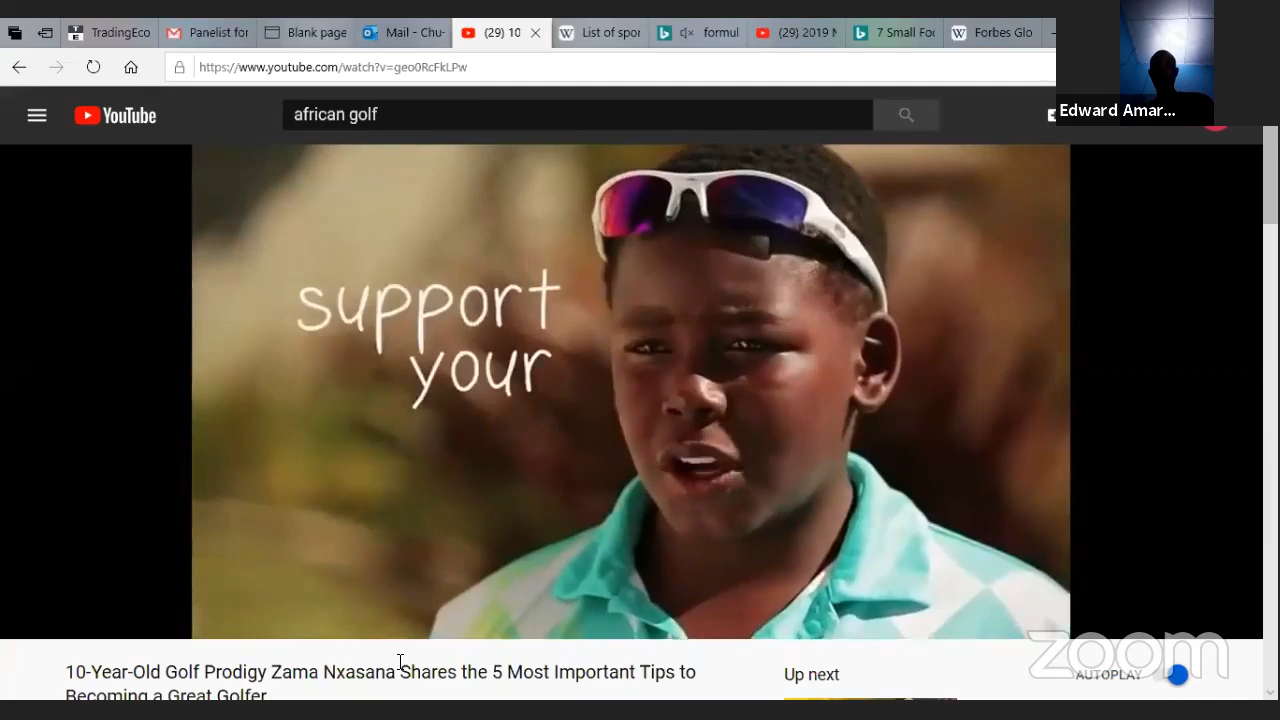 TradingEco
Panelist for
Blank page
Mail - Chu-
(29) 10
List of spor
formul
(29) 2019 N
7 Small Foo
Forbes Glo
https://www.youtube.com/watch?v=geo0RcFkLPw
Edward Amar...
YouTube
african golf
support
your
zoom
10-Year-Old Golf Prodigy Zama Nxasana Shares the 5 Most Important Tips to
Becoming a Great Golfer
Up next
AUTOPLAY